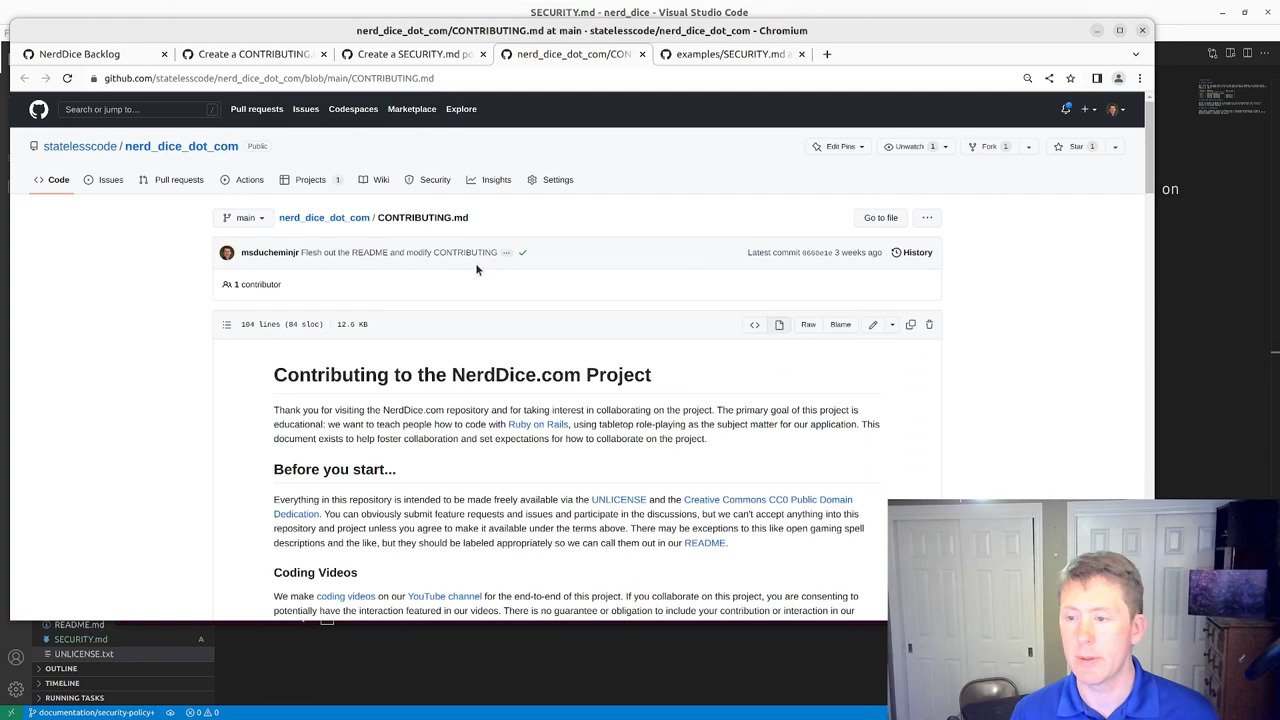 SECURITY.md - nerd_dice - Visual Studio Code
nerd_dice_dot_com/CONTRIBUTING.md at main · statelesscode/nerd_dice_dot_com - Chromium
NerdDice Backlog
Create a CONTRIBUTING.
Create a SECURITY.md po
nerd_dice_dot_com/CON
examples/SECURITY.md a
github.com/statelesscode/nerd_dice_dot_com/blob/main/CONTRIBUTING.md
Search or jump to...
/
Pull requests
Issues
Codespaces
Marketplace
Explore
statelesscode / nerd_dice_dot_com Public
Edit Pins
Unwatch 1
Fork 1
Star 1
Code
Issues
Pull requests
Actions
Projects 1
Wiki
Security
Insights
Settings
on
main
nerd_dice_dot_com / CONTRIBUTING.md
Go to file
msducheminjr Flesh out the README and modify CONTRIBUTING
Latest commit 0660e1e 3 weeks ago
History
1 contributor
104 lines (84 sloc) 12.6 KB
Raw
Blame
Contributing to the NerdDice.com Project
Thank you for visiting the NerdDice.com repository and for taking interest in collaborating on the project. The primary goal of this project is
educational: we want to teach people how to code with Ruby on Rails, using tabletop role-playing as the subject matter for our application. This
document exists to help foster collaboration and set expectations for how to collaborate on the project.
Before you start...
Everything in this repository is intended to be made freely available via the UNLICENSE and the Creative Commons CC0 Public Domain
Dedication. You can obviously submit feature requests and issues and participate in the discussions, but we can't accept anything into this
repository and project unless you agree to make it available under the terms above. There may be exceptions to this like open gaming spell
descriptions and the like, but they should be labeled appropriately so we can call them out in our README.
Coding Videos
We make coding videos on our YouTube channel for the end-to-end of this project. If you collaborate on this project, you are consenting to
potentially have the interaction featured in our videos. There is no guarantee or obligation to include your contribution or interaction in our
README.md
SECURITY.md A
UNLICENSE.txt
OUTLINE
TIMELINE
RUNNING TASKS
documentation/security-policy+
0 0